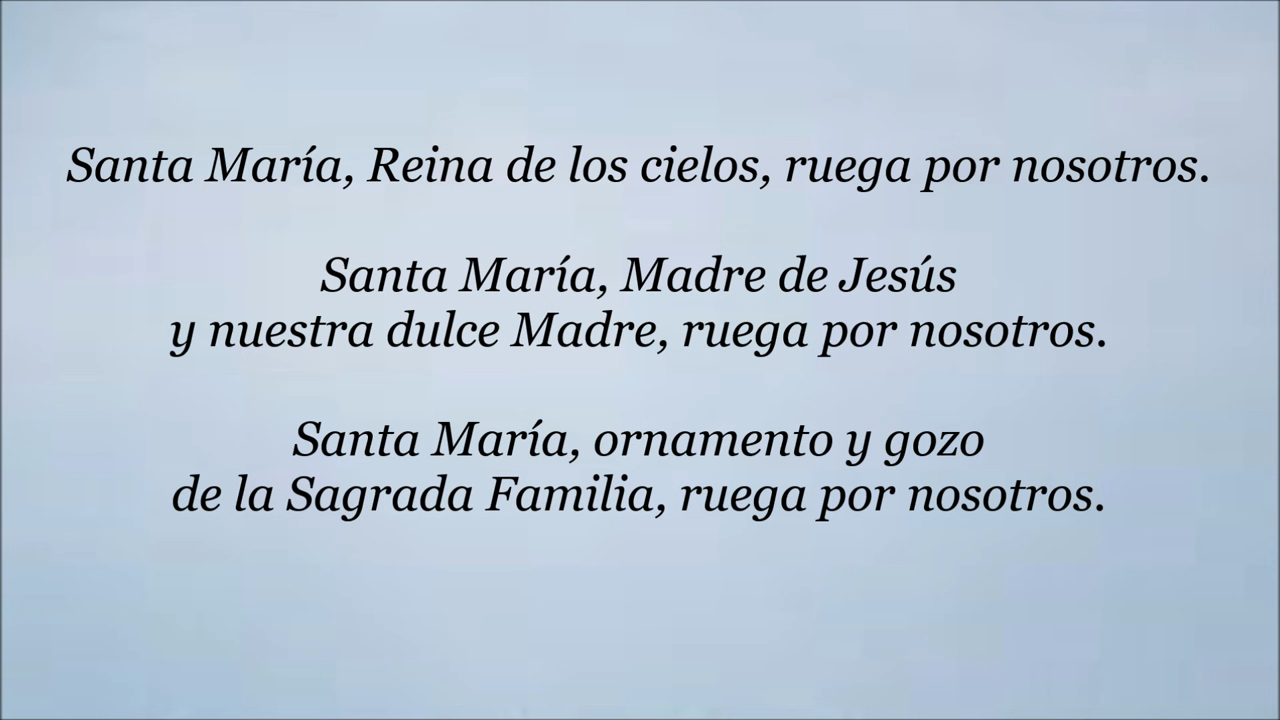 Santa María, Reina de los cielos, ruega por nosotros.
Santa María, Madre de Jesús
y nuestra dulce Madre, ruega por nosotros.
Santa María, ornamento y gozo
de la Sagrada Familia, ruega por nosotros.